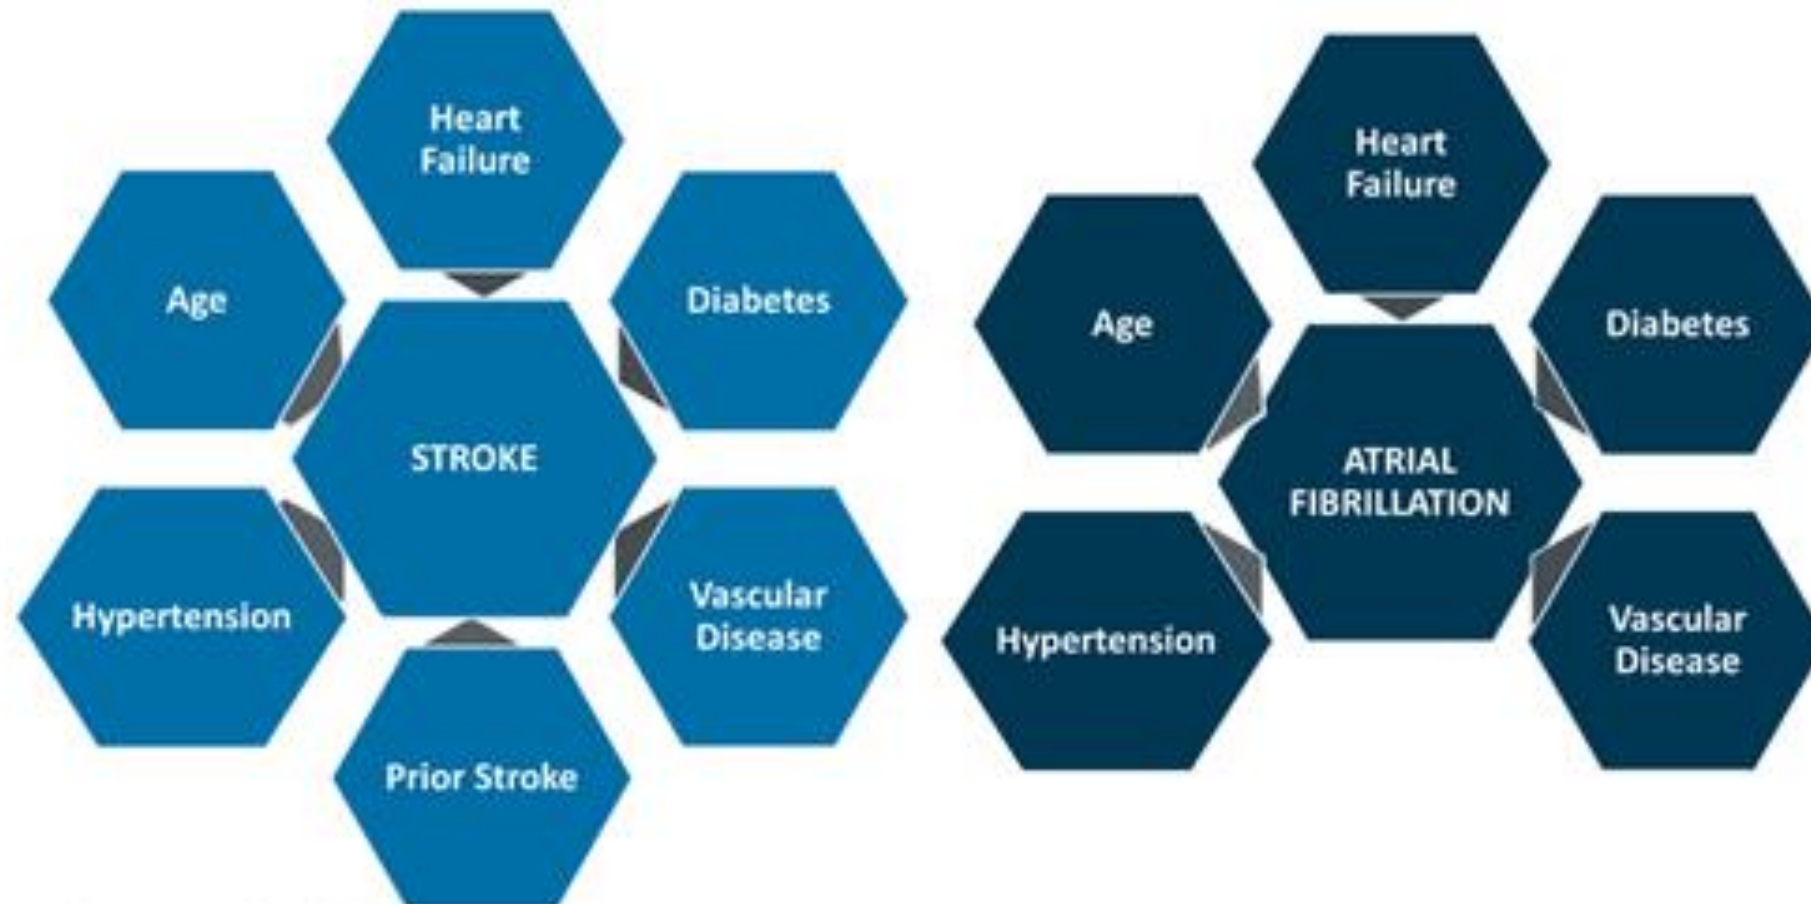 Heart
Failure
Age
Diabetes
STROKE
Hypertension
Vascular
Disease
Prior Stroke
Heart
Failure
Age
Diabetes
ATRIAL
FIBRILLATION
Hypertension
Vascular
Disease